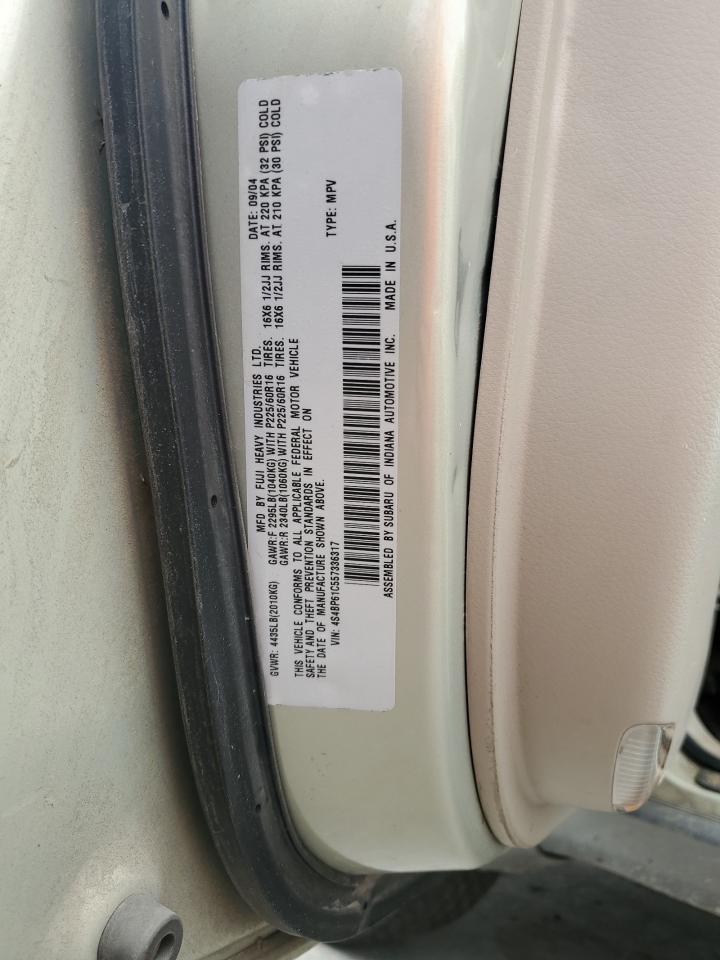 MFD BY FUJI HEAVY INDUSTRIES LTD. DATE: 09/04
GVWR: 4435LB(2010KG) GAWR:F 2295LB(1040KG) WITH P225/60R16 TIRES. 16X6 1/2JJ RIMS. AT 220 KPA (32 PSI) COLD
GAWR:R 2340LB(1060KG) WITH P225/60R16 TIRES. 16X6 1/2JJ RIMS. AT 210 KPA (30 PSI) COLD
THIS VEHICLE CONFORMS TO ALL APPLICABLE FEDERAL MOTOR VEHICLE
SAFETY AND THEFT PREVENTION STANDARDS IN EFFECT ON
THE DATE OF MANUFACTURE SHOWN ABOVE.
VIN: 4S4BP61C557336317 TYPE: MPV
ASSEMBLED BY SUBARU OF INDIANA AUTOMOTIVE INC. MADE IN U.S.A.